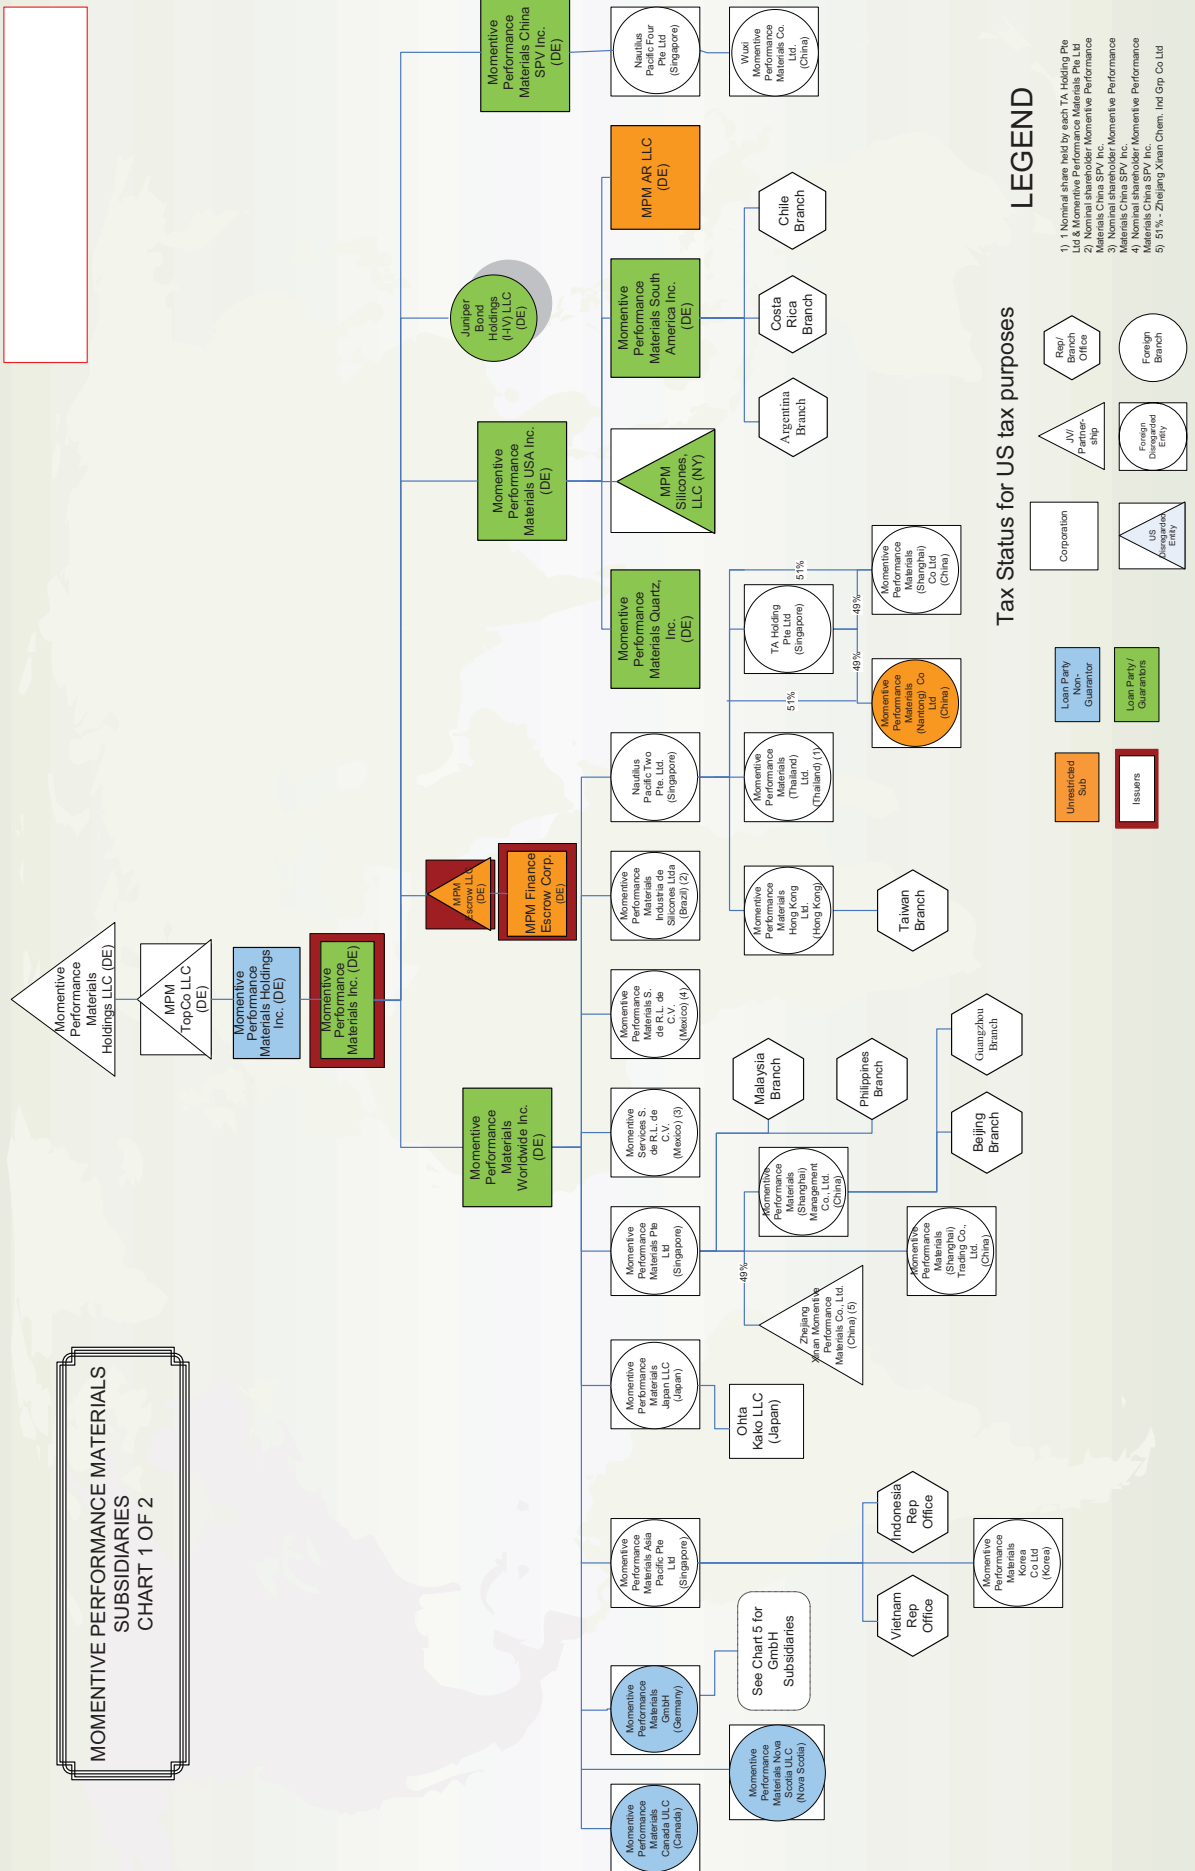 MOMENTIVE PERFORMANCE MATERIALS
SUBSIDIARIES
CHART 1 OF 2
Momentive
Performance
Materials
Holdings LLC (DE)
MPM
TopCo LLC
(DE)
Momentive
Performance
Materials Holdings
Inc. (DE)
Momentive
Performance
Materials Inc. (DE)
Momentive
Performance
Materials
Worldwide Inc.
(DE)
MPM
Escrow LLC
(DE)
MPM Finance
Escrow Corp.
(DE)
Momentive
Performance
Materials USA Inc.
(DE)
Juniper
Bond
Holdings
(I-IV) LLC
(DE)
Momentive
Performance
Materials China
SPV Inc.
(DE)
Momentive
Performance
Materials
Canada ULC
(Canada)
Momentive
Performance
Materials
GmbH
(Germany)
Momentive
Performance
Materials Asia
Pacific Pte
Ltd
(Singapore)
Momentive
Performance
Materials
Japan LLC
(Japan)
Momentive
Performance
Materials Pte
Ltd
(Singapore)
Momentive
Services S.
de R.L. de
C.V.
(Mexico) (3)
Momentive
Performance
Materials S.
de R.L. de
C.V.
(Mexico) (4)
Momentive
Performance
Materials
Industria de
Silicones Ltda
(Brazil) (2)
Nautilus
Pacific Two
Pte. Ltd.
(Singapore)
Momentive
Performance
Materials Quartz,
Inc.
(DE)
MPM
Silicones,
LLC (NY)
Momentive
Performance
Materials South
America Inc.
(DE)
MPM AR LLC
(DE)
Nautilus
Pacific Four
Pte Ltd
(Singapore)
Momentive
Performance
Materials Nova
Scotia ULC
(Nova Scotia)
See Chart 5 for
GmbH
Subsidiaries
Ohta
Kako LLC
(Japan)
49%
Zhejiang
Xinan Momentive
Performance
Materials Co., Ltd.
(China) (5)
Momentive
Performance
Materials
(Shanghai)
Management
Co., Ltd.
(China)
Malaysia
Branch
Philippines
Branch
Momentive
Performance
Materials
Hong Kong
Ltd.
(Hong Kong)
Momentive
Performance
Materials
(Thailand)
Ltd.
(Thailand) (1)
51%
TA Holding
Pte Ltd
(Singapore)
51%
49%
49%
Argentina
Branch
Costa
Rica
Branch
Chile
Branch
Wuxi
Momentive
Performance
Materials Co.
Ltd.
(China)
Vietnam
Rep
Office
Indonesia
Rep
Office
Momentive
Performance
Materials
Korea
Co Ltd
(Korea)
Momentive
Performance
Materials
(Shanghai)
Trading Co.,
Ltd.
(China)
Beijing
Branch
Guangzhou
Branch
Taiwan
Branch
Momentive
Performance
Materials
(Nantong) Co
Ltd
(China)
Momentive
Performance
Materials
(Shanghai)
Co Ltd
(China)
Tax Status for US tax purposes
LEGEND
Unrestricted
Sub
Loan Party
Non-
Guarantor
Corporation
JV/
Partner-
ship
Rep/
Branch
Office
Issuers
Loan Party /
Guarantors
US
Disregarded
Entity
Foreign
Disregarded
Entity
Foreign
Branch
1) 1 Nominal share held by each TA Holding Pte
Ltd & Momentive Performance Materials Pte Ltd
2) Nominal shareholder Momentive Performance
Materials China SPV Inc.
3) Nominal shareholder Momentive Performance
Materials China SPV Inc.
4) Nominal shareholder Momentive Performance
Materials China SPV Inc.
5) 51% - Zhejiang Xinan Chem. Ind Grp Co Ltd